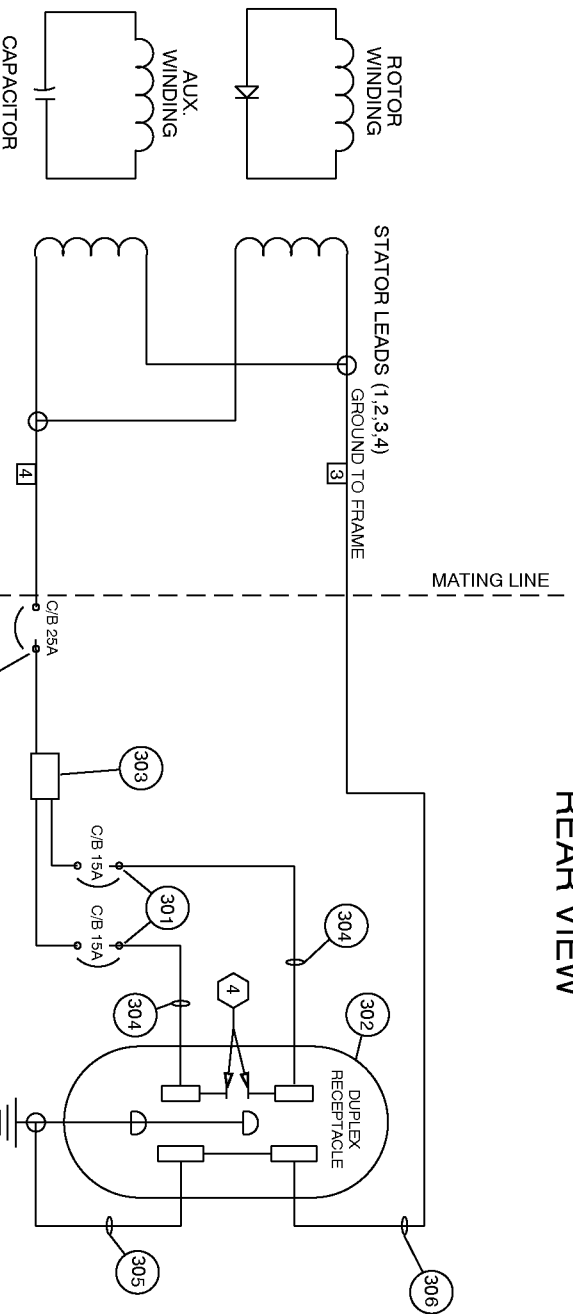 ROTOR
WINDING
AUX.
WINDING
CAPACITOR
STATOR LEADS (1,2,3,4)
GROUND TO FRAME
3
4
MATING LINE
C/B 25A
REAR VIEW
303
C/B 15A
C/B 15A
301
304
304
4
302
DUPLEX
RECEPTACLE
305
306